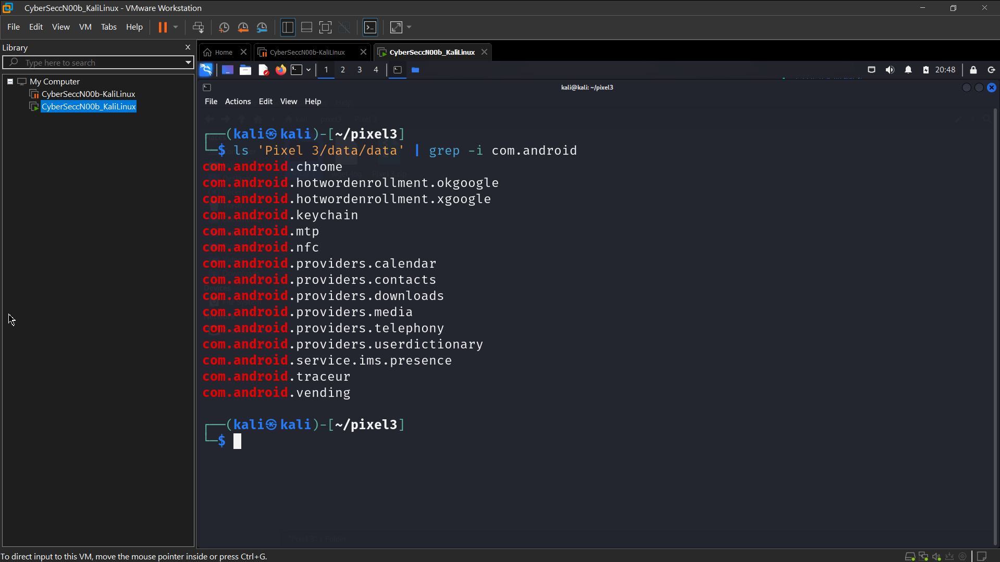 CyberSeccN00b_KaliLinux - VMware Workstation
File Edit View VM Tabs Help
Library
Type here to search
My Computer
CyberSeccN00b-KaliLinux
CyberSeccN00b_KaliLinux
Home CyberSeccN00b-KaliLinux CyberSeccN00b_KaliLinux
1 2 3 4 20:48
kali@kali: ~/pixel3
File Actions Edit View Help
┌──(kali㉿kali)-[~/pixel3]
└─$ ls 'Pixel 3/data/data' | grep -i com.android
com.android.chrome
com.android.hotwordenrollment.okgoogle
com.android.hotwordenrollment.xgoogle
com.android.keychain
com.android.mtp
com.android.nfc
com.android.providers.calendar
com.android.providers.contacts
com.android.providers.downloads
com.android.providers.media
com.android.providers.telephony
com.android.providers.userdictionary
com.android.service.ims.presence
com.android.traceur
com.android.vending
┌──(kali㉿kali)-[~/pixel3]
└─$
To direct input to this VM, move the mouse pointer inside or press Ctrl+G.